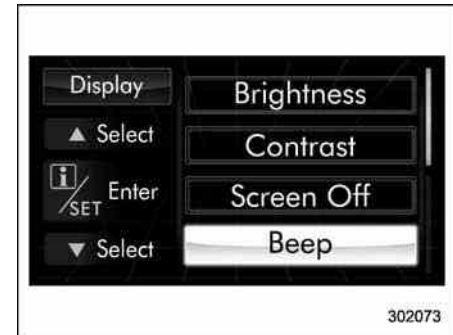 Display
▲ Select
i/SET Enter
▼ Select
Brightness
Contrast
Screen Off
Beep
302073